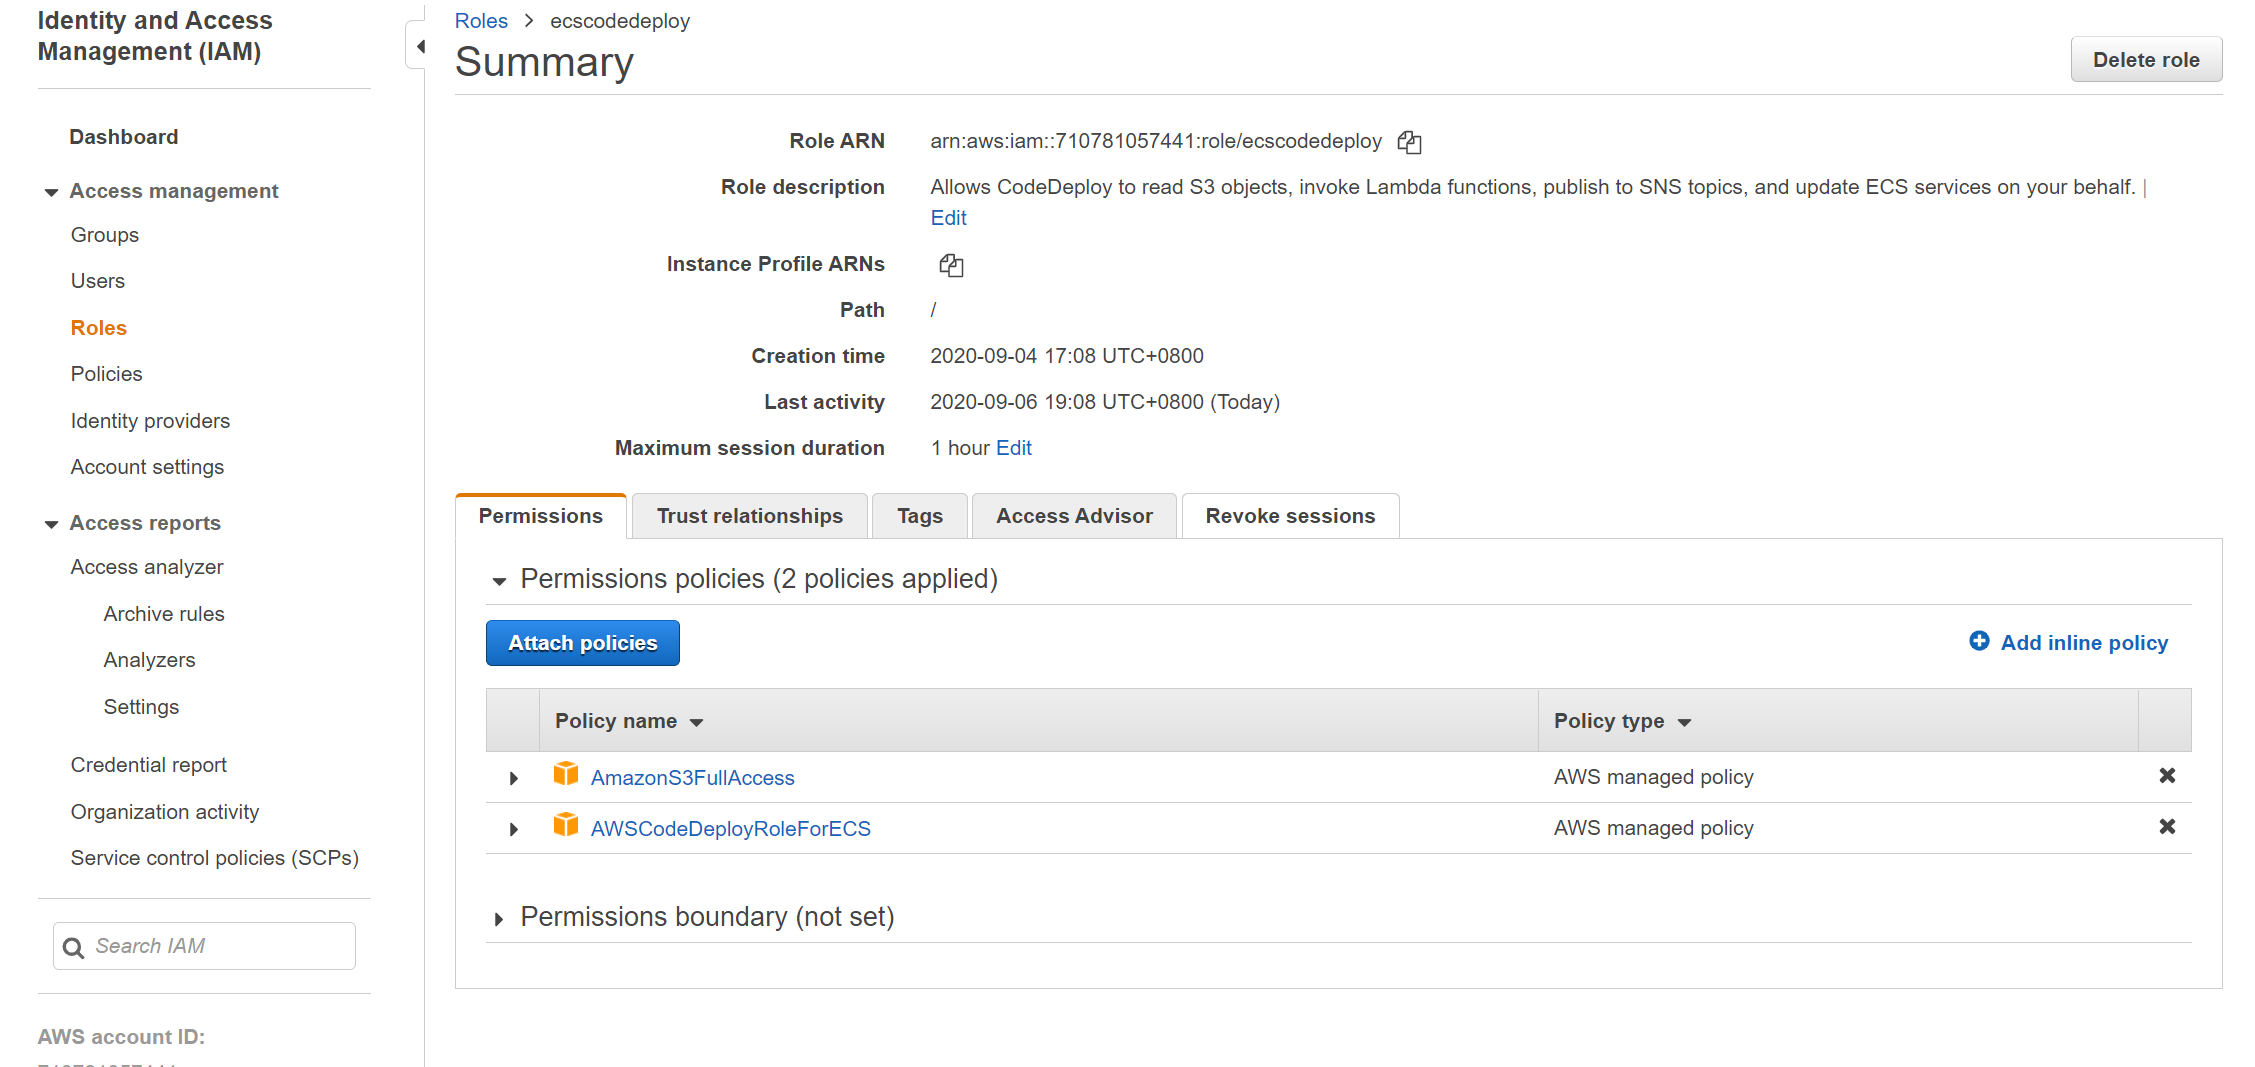 Identity and Access
Management (IAM)
Dashboard
Access management
Groups
Users
Roles
Policies
Identity providers
Account settings
Access reports
Access analyzer
Archive rules
Analyzers
Settings
Credential report
Organization activity
Service control policies (SCPs)
Search IAM
AWS account ID:
Roles > ecscodedeploy
Summary
Delete role
Role ARN arn:aws:iam::710781057441:role/ecscodedeploy
Role description Allows CodeDeploy to read S3 objects, invoke Lambda functions, publish to SNS topics, and update ECS services on your behalf. |
Edit
Instance Profile ARNs
Path /
Creation time 2020-09-04 17:08 UTC+0800
Last activity 2020-09-06 19:08 UTC+0800 (Today)
Maximum session duration 1 hour Edit
Permissions Trust relationships Tags Access Advisor Revoke sessions
Permissions policies (2 policies applied)
Attach policies Add inline policy
Policy name Policy type
AmazonS3FullAccess AWS managed policy
AWSCodeDeployRoleForECS AWS managed policy
Permissions boundary (not set)